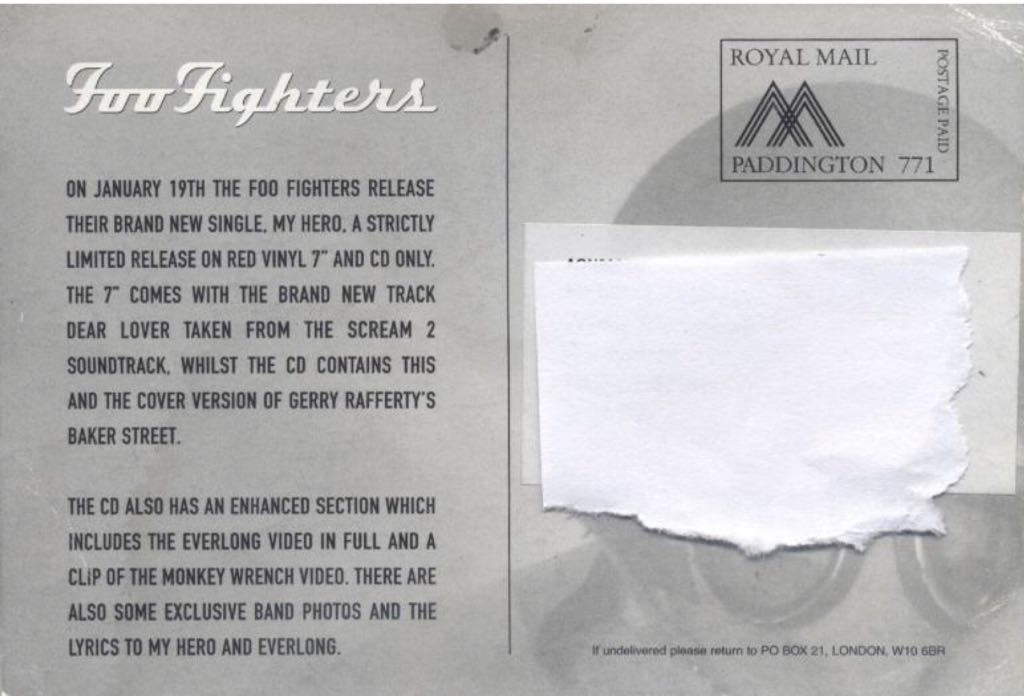 Foo Fighters
ON JANUARY 19TH THE FOO FIGHTERS RELEASE
THEIR BRAND NEW SINGLE, MY HERO. A STRICTLY
LIMITED RELEASE ON RED VINYL 7" AND CD ONLY.
THE 7" COMES WITH THE BRAND NEW TRACK
DEAR LOVER TAKEN FROM THE SCREAM 2
SOUNDTRACK, WHILST THE CD CONTAINS THIS
AND THE COVER VERSION OF GERRY RAFFERTY'S
BAKER STREET.
THE CD ALSO HAS AN ENHANCED SECTION WHICH
INCLUDES THE EVERLONG VIDEO IN FULL AND A
CLIP OF THE MONKEY WRENCH VIDEO. THERE ARE
ALSO SOME EXCLUSIVE BAND PHOTOS AND THE
LYRICS TO MY HERO AND EVERLONG.
ROYAL MAIL
POSTAGE PAID
PADDINGTON 771
If undelivered please return to PO BOX 21, LONDON, W10 6BR